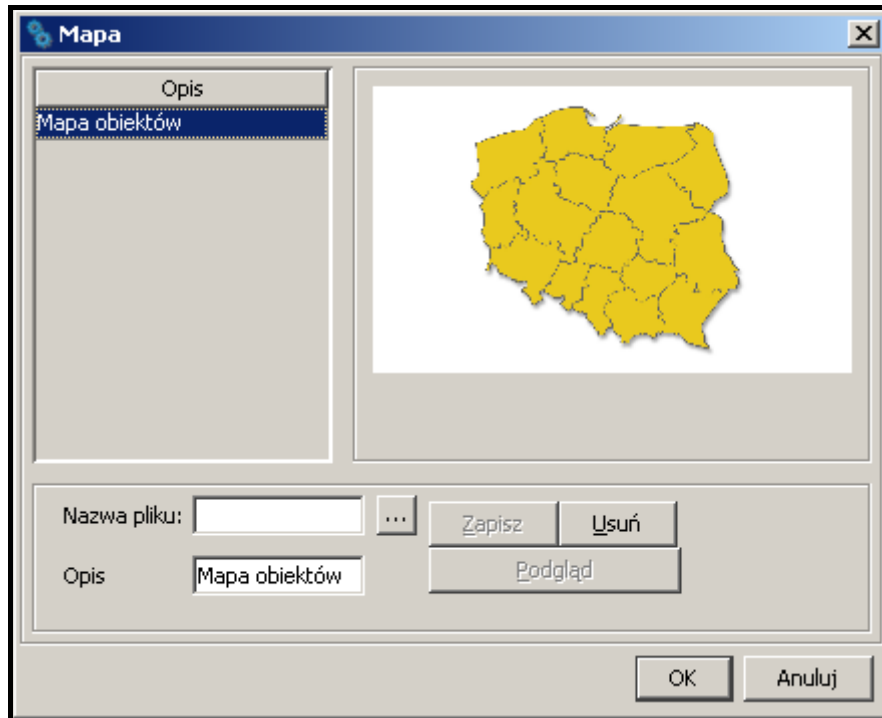 Mapa
Opis
Mapa obiektów
Nazwa pliku: ... Zapisz Usuń
Opis Mapa obiektów Podgląd
OK Anuluj